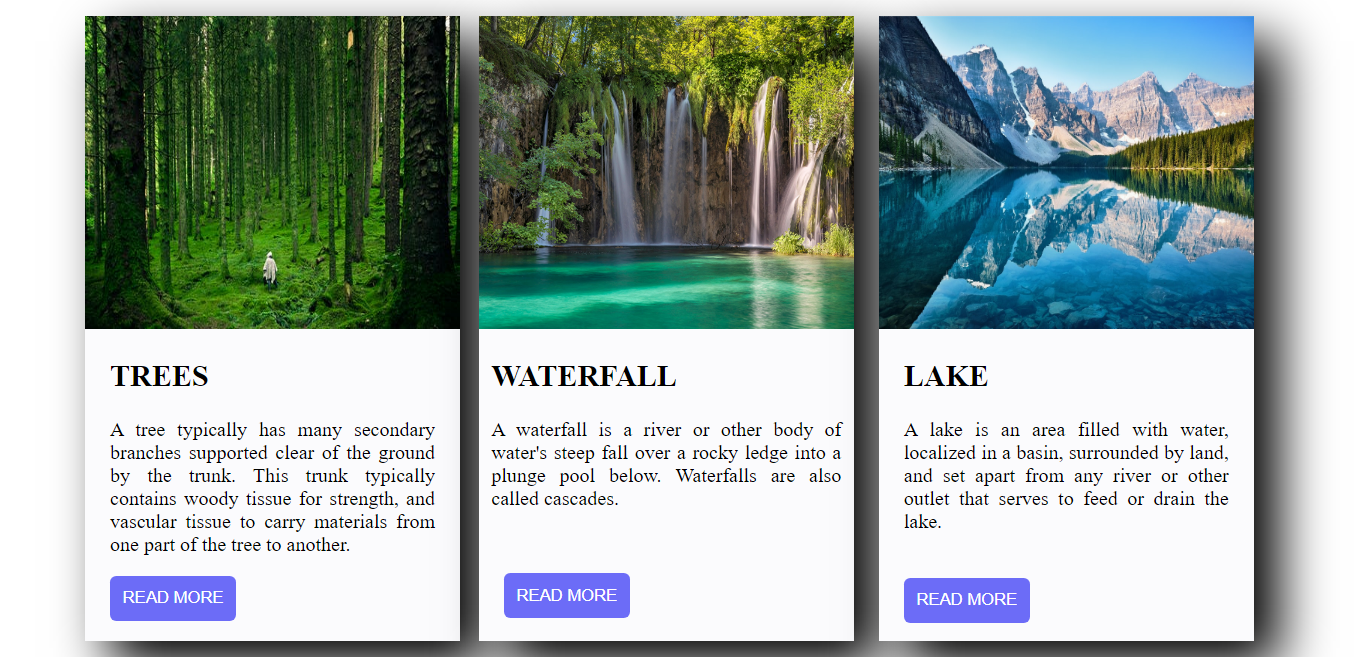 TREES
A tree typically has many secondary
branches supported clear of the ground
by the trunk. This trunk typically
contains woody tissue for strength, and
vascular tissue to carry materials from
one part of the tree to another.
READ MORE
WATERFALL
A waterfall is a river or other body of
water's steep fall over a rocky ledge into a
plunge pool below. Waterfalls are also
called cascades.
READ MORE
LAKE
A lake is an area filled with water,
localized in a basin, surrounded by land,
and set apart from any river or other
outlet that serves to feed or drain the
lake.
READ MORE